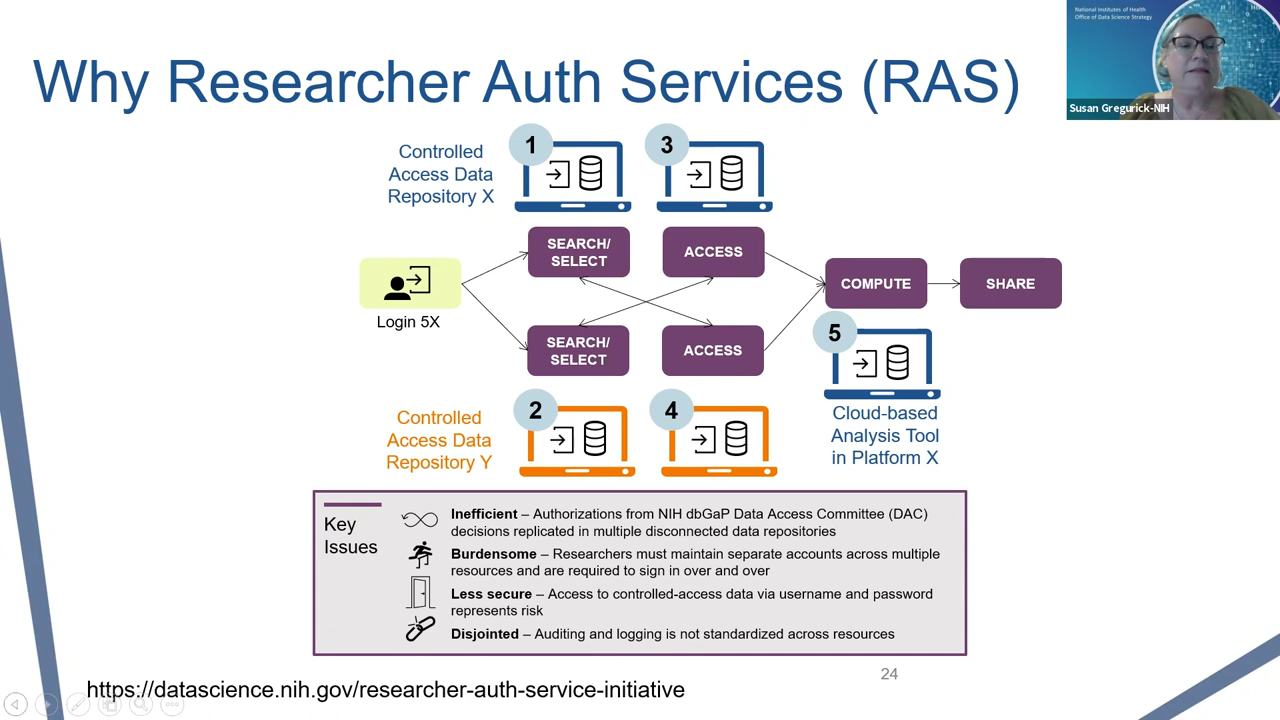 National Institutes of Health
Office of Data Science Strategy
Susan Gregurick-NIH
Why Researcher Auth Services (RAS)
Controlled
Access Data
Repository X
1
3
SEARCH/
SELECT
ACCESS
Login 5X
COMPUTE
SHARE
SEARCH/
SELECT
ACCESS
5
Cloud-based
Analysis Tool
in Platform X
Controlled
Access Data
Repository Y
2
4
Key
Issues
Inefficient – Authorizations from NIH dbGaP Data Access Committee (DAC)
decisions replicated in multiple disconnected data repositories
Burdensome – Researchers must maintain separate accounts across multiple
resources and are required to sign in over and over
Less secure – Access to controlled-access data via username and password
represents risk
Disjointed – Auditing and logging is not standardized across resources
24
https://datascience.nih.gov/researcher-auth-service-initiative